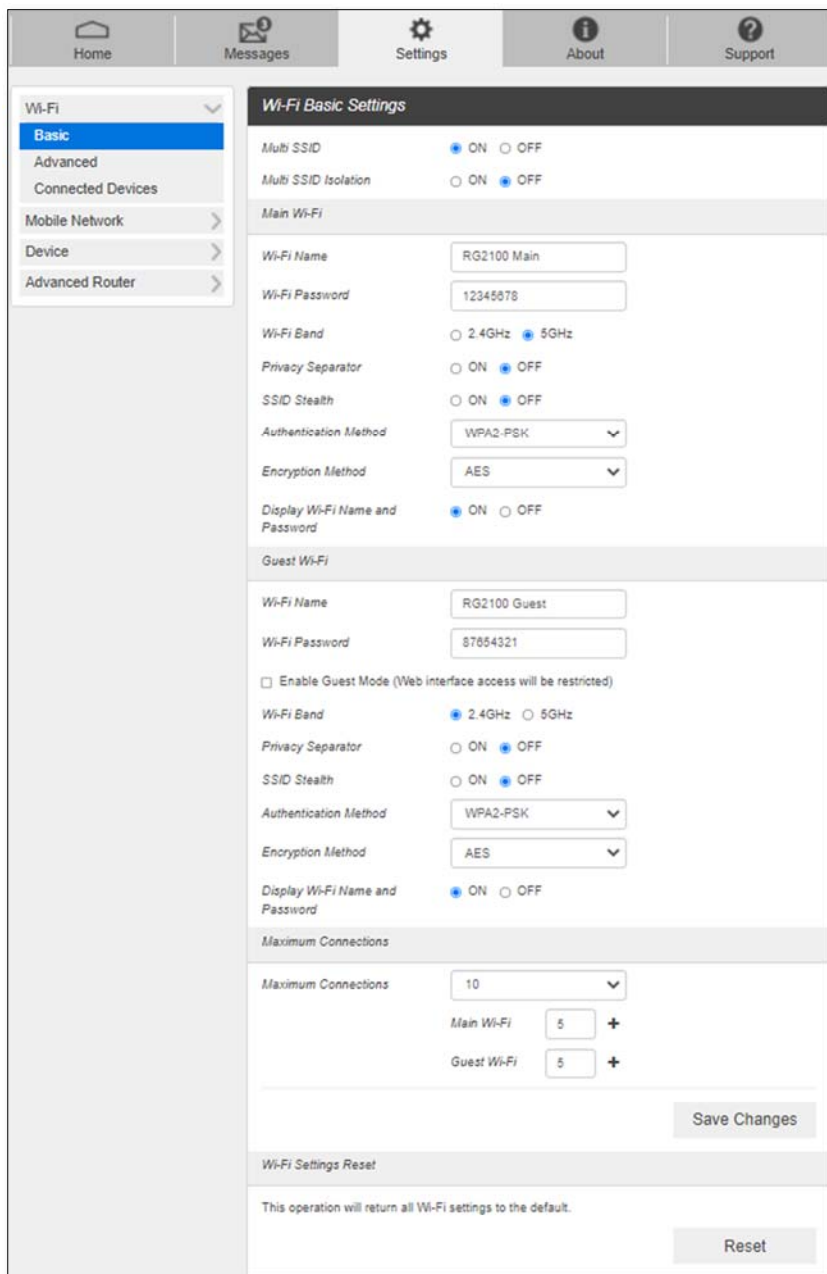 Home
Messages
3
Settings
About
Support
Wi-Fi
Basic
Advanced
Connected Devices
Mobile Network
Device
Advanced Router
Wi-Fi Basic Settings
Multi SSID ON OFF
Multi SSID Isolation ON OFF
Main Wi-Fi
Wi-Fi Name RG2100 Main
Wi-Fi Password 12345678
Wi-Fi Band 2.4GHz 5GHz
Privacy Separator ON OFF
SSID Stealth ON OFF
Authentication Method WPA2-PSK
Encryption Method AES
Display Wi-Fi Name and ON OFF
Password
Guest Wi-Fi
Wi-Fi Name RG2100 Guest
Wi-Fi Password 87654321
Enable Guest Mode (Web interface access will be restricted)
Wi-Fi Band 2.4GHz 5GHz
Privacy Separator ON OFF
SSID Stealth ON OFF
Authentication Method WPA2-PSK
Encryption Method AES
Display Wi-Fi Name and ON OFF
Password
Maximum Connections
Maximum Connections 10
Main Wi-Fi 5 +
Guest Wi-Fi 5 +
Save Changes
Wi-Fi Settings Reset
This operation will return all Wi-Fi settings to the default.
Reset